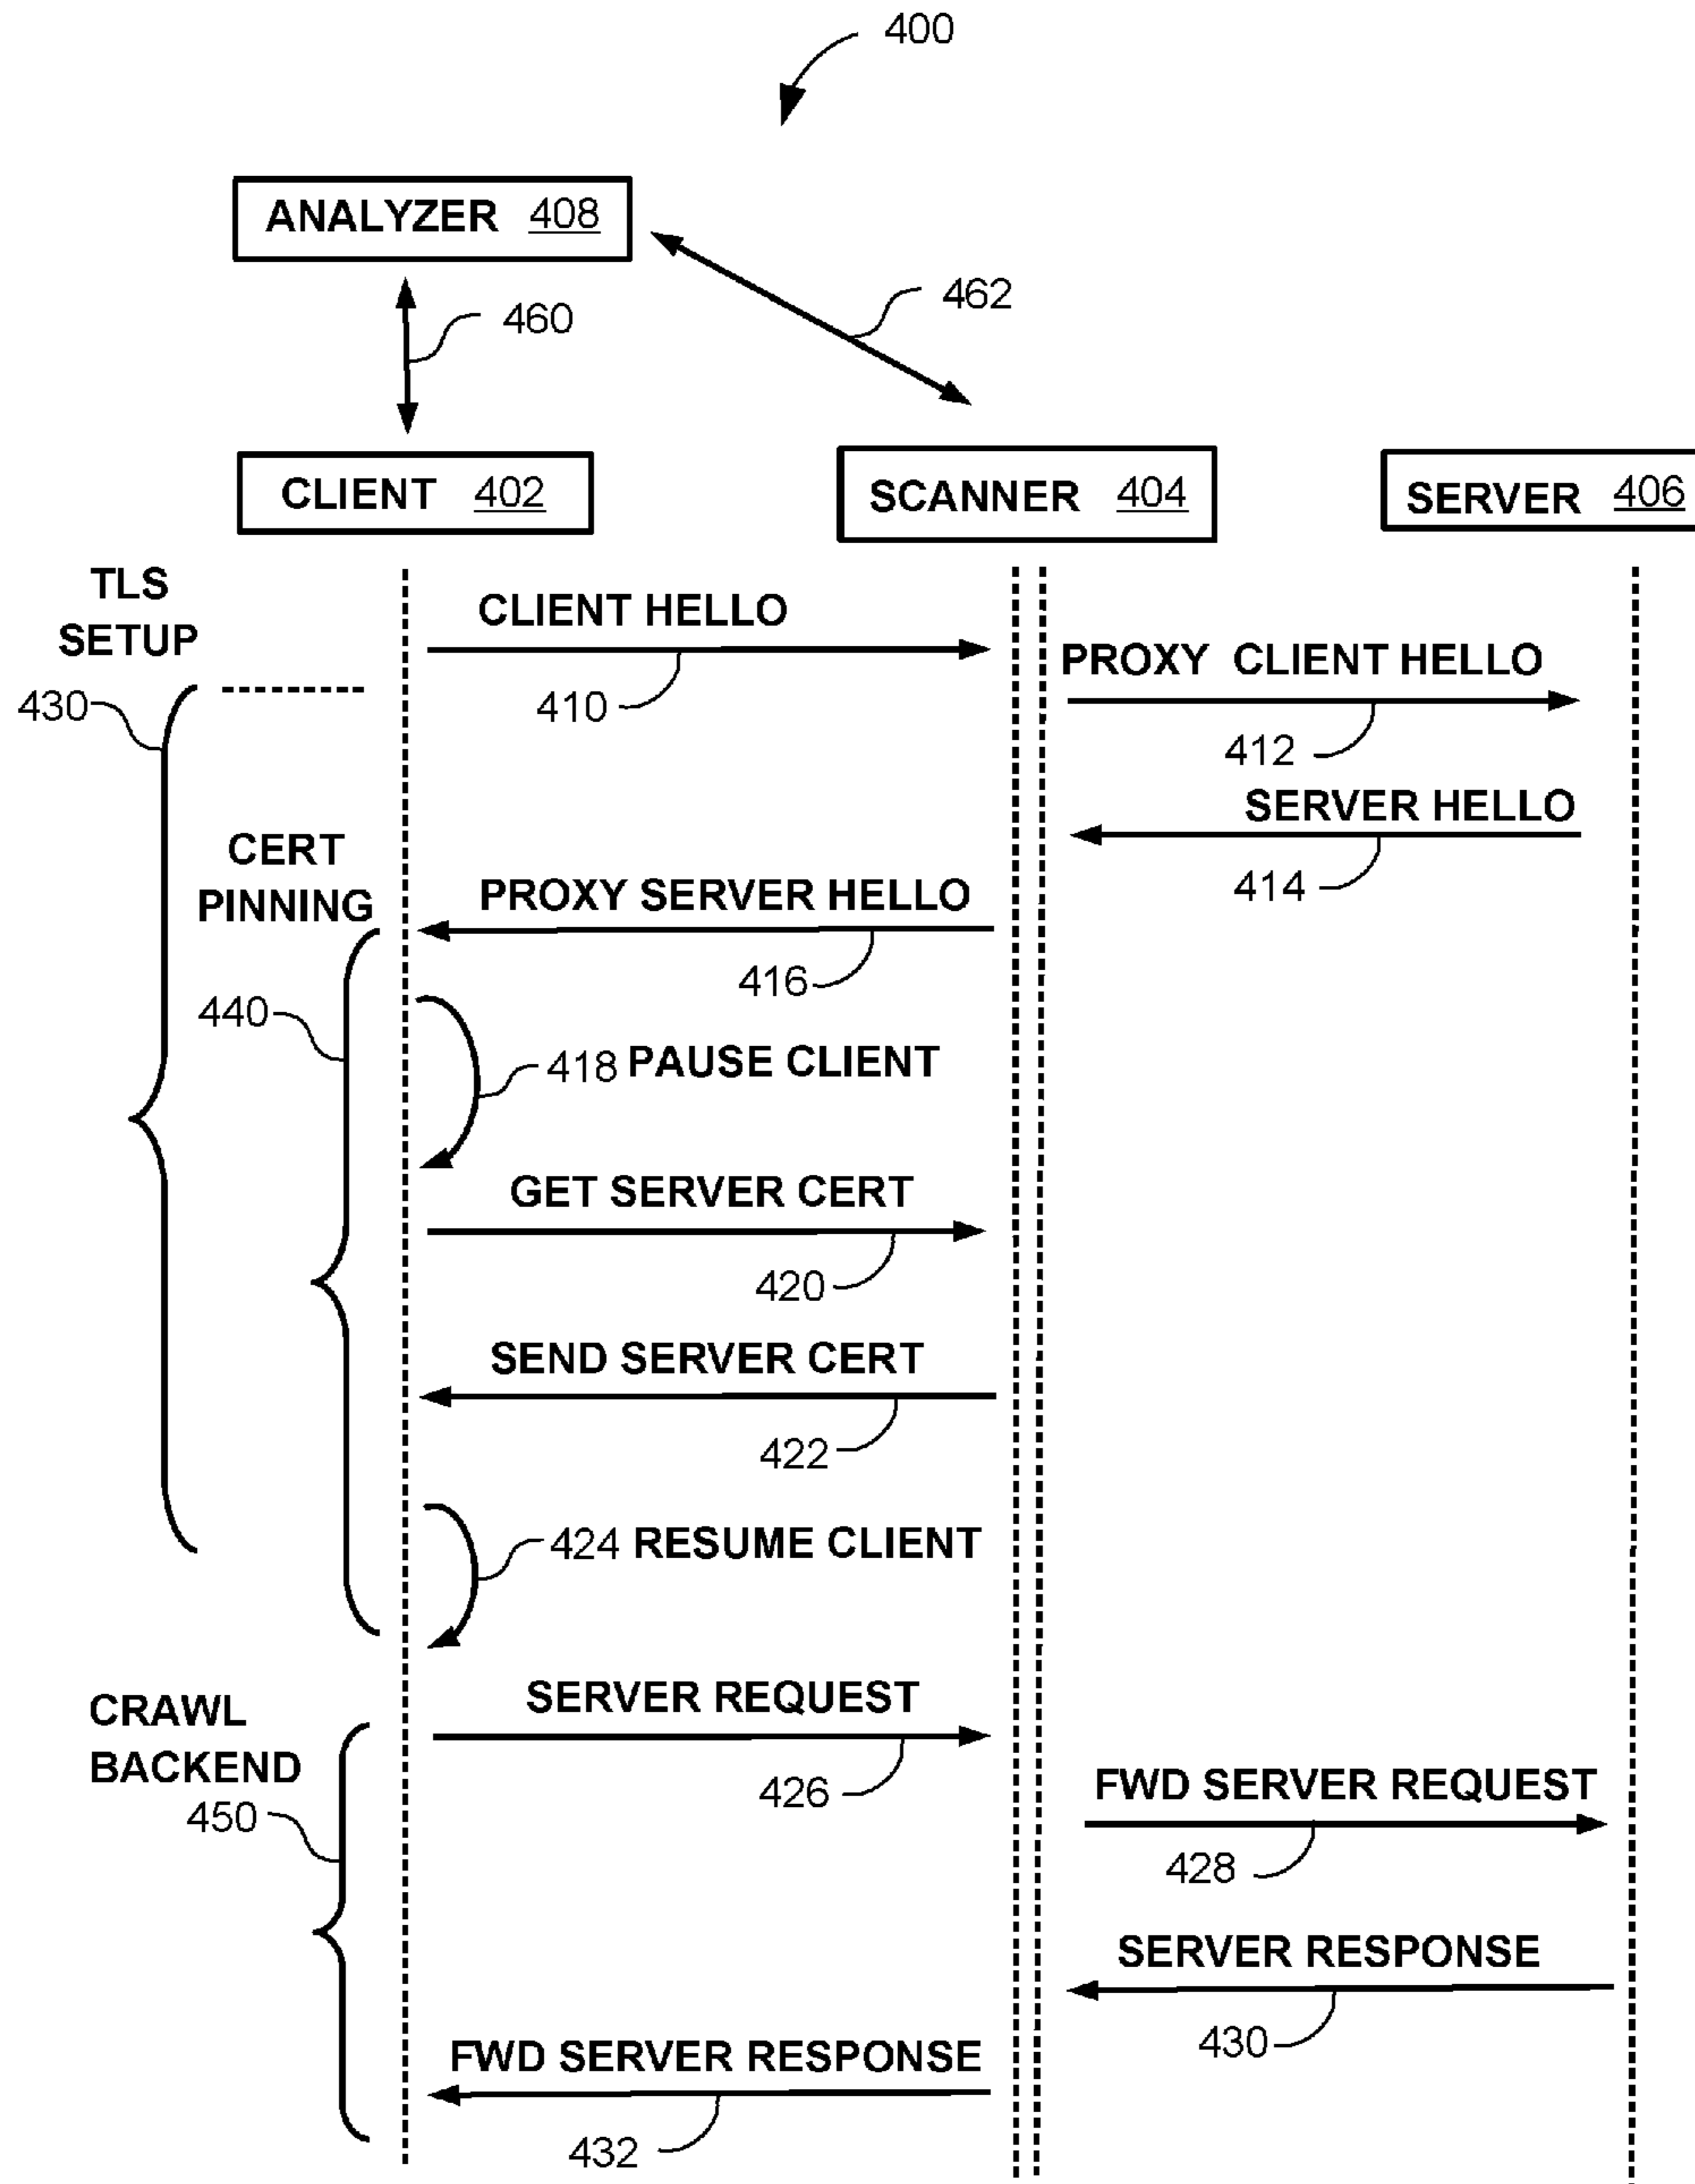 400
ANALYZER 408
460
462
CLIENT 402
SCANNER 404
SERVER 406
TLS
SETUP
430
CLIENT HELLO
410
PROXY CLIENT HELLO
412
SERVER HELLO
414
CERT
PINNING
440
PROXY SERVER HELLO
416
418 PAUSE CLIENT
GET SERVER CERT
420
SEND SERVER CERT
422
424 RESUME CLIENT
CRAWL
BACKEND
450
SERVER REQUEST
426
FWD SERVER REQUEST
428
SERVER RESPONSE
430
FWD SERVER RESPONSE
432